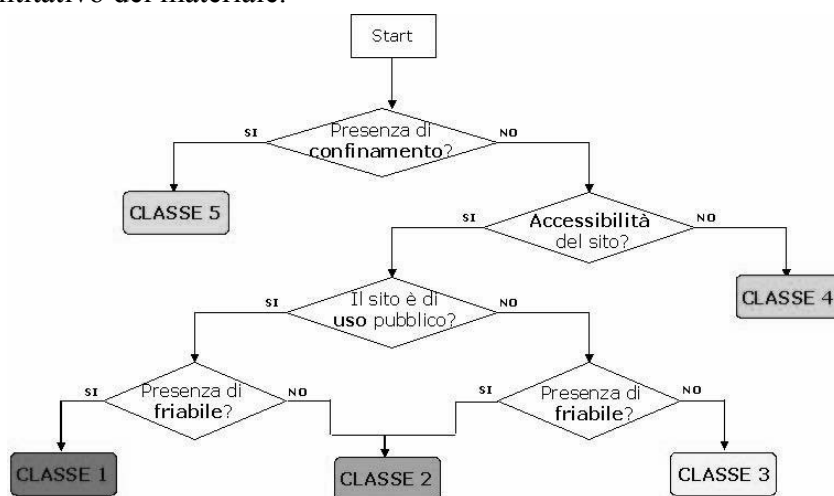 ntitativo del materiale.
Start
SI
Presenza di
confinamento?
NO
CLASSE 5
SI
Accessibilità
del sito?
NO
CLASSE 4
SI
Il sito è di
uso pubblico?
NO
SI
Presenza di
friabile?
NO
SI
Presenza di
friabile?
NO
CLASSE 1
CLASSE 2
CLASSE 3